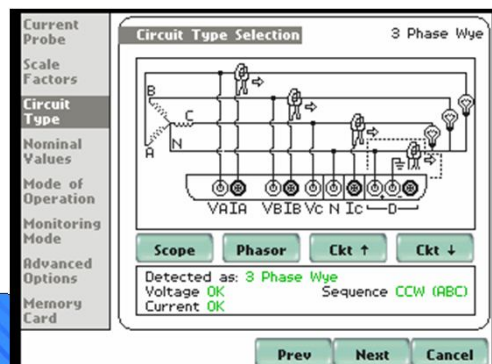 Current
Probe
Scale
Factors
Circuit
Type
Nominal
Values
Mode of
Operation
Monitoring
Mode
Advanced
Options
Memory
Card
Circuit Type Selection 3 Phase Wye
B
C
N
A
VA IA VB IB Vc N Ic D
Scope Phasor Ckt ↑ Ckt ↓
Detected as: 3 Phase Wye
Voltage OK Sequence CCW (ABC)
Current OK
Prev Next Cancel